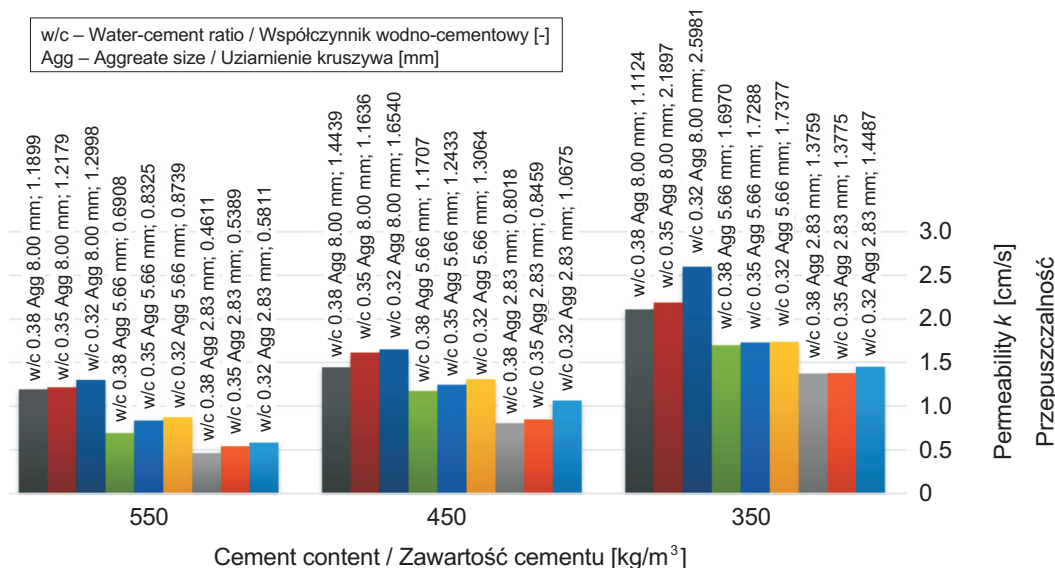 w/c – Water-cement ratio / Współczynnik wodno-cementowy [-]
Agg – Aggreate size / Uziarnienie kruszywa [mm]
w/c 0.38 Agg 8.00 mm; 1.1899
w/c 0.35 Agg 8.00 mm; 1.2179
w/c 0.32 Agg 8.00 mm; 1.2998
w/c 0.38 Agg 5.66 mm; 0.6908
w/c 0.35 Agg 5.66 mm; 0.8325
w/c 0.32 Agg 5.66 mm; 0.8739
w/c 0.38 Agg 2.83 mm; 0.4611
w/c 0.35 Agg 2.83 mm; 0.5389
w/c 0.32 Agg 2.83 mm; 0.5811
w/c 0.38 Agg 8.00 mm; 1.4439
w/c 0.35 Agg 8.00 mm; 1.1636
w/c 0.32 Agg 8.00 mm; 1.6540
w/c 0.38 Agg 5.66 mm; 1.1707
w/c 0.35 Agg 5.66 mm; 1.2433
w/c 0.32 Agg 5.66 mm; 1.3064
w/c 0.38 Agg 2.83 mm; 0.8018
w/c 0.35 Agg 2.83 mm; 0.8459
w/c 0.32 Agg 2.83 mm; 1.0675
w/c 0.38 Agg 8.00 mm; 1.1124
w/c 0.35 Agg 8.00 mm; 2.1897
w/c 0.32 Agg 8.00 mm; 2.5981
w/c 0.38 Agg 5.66 mm; 1.6970
w/c 0.35 Agg 5.66 mm; 1.7288
w/c 0.32 Agg 5.66 mm; 1.7377
w/c 0.38 Agg 2.83 mm; 1.3759
w/c 0.35 Agg 2.83 mm; 1.3775
w/c 0.32 Agg 2.83 mm; 1.4487
3.0
2.5
2.0
1.5
1.0
0.5
0
Permeability k [cm/s]
Przepuszczalność
550
450
350
Cement content / Zawartość cementu [kg/m³]